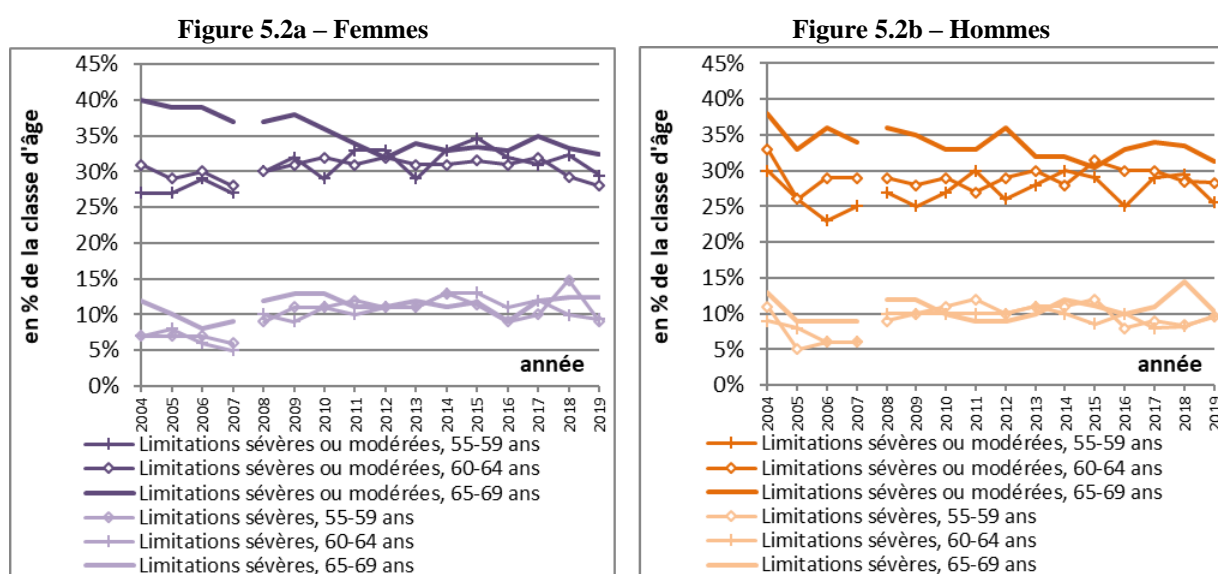 Figure 5.2a – Femmes
45%
40%
35%
30%
25%
20%
15%
10%
5%
0%
en % de la classe d'âge
année
2004 2005 2006 2007 2008 2009 2010 2011 2012 2013 2014 2015 2016 2017 2018 2019
Limitations sévères ou modérées, 55-59 ans
Limitations sévères ou modérées, 60-64 ans
Limitations sévères ou modérées, 65-69 ans
Limitations sévères, 55-59 ans
Limitations sévères, 60-64 ans
Limitations sévères, 65-69 ans
Figure 5.2b – Hommes
45%
40%
35%
30%
25%
20%
15%
10%
5%
0%
en % de la classe d'âge
année
2004 2005 2006 2007 2008 2009 2010 2011 2012 2013 2014 2015 2016 2017 2018 2019
Limitations sévères ou modérées, 55-59 ans
Limitations sévères ou modérées, 60-64 ans
Limitations sévères ou modérées, 65-69 ans
Limitations sévères, 55-59 ans
Limitations sévères, 60-64 ans
Limitations sévères, 65-69 ans